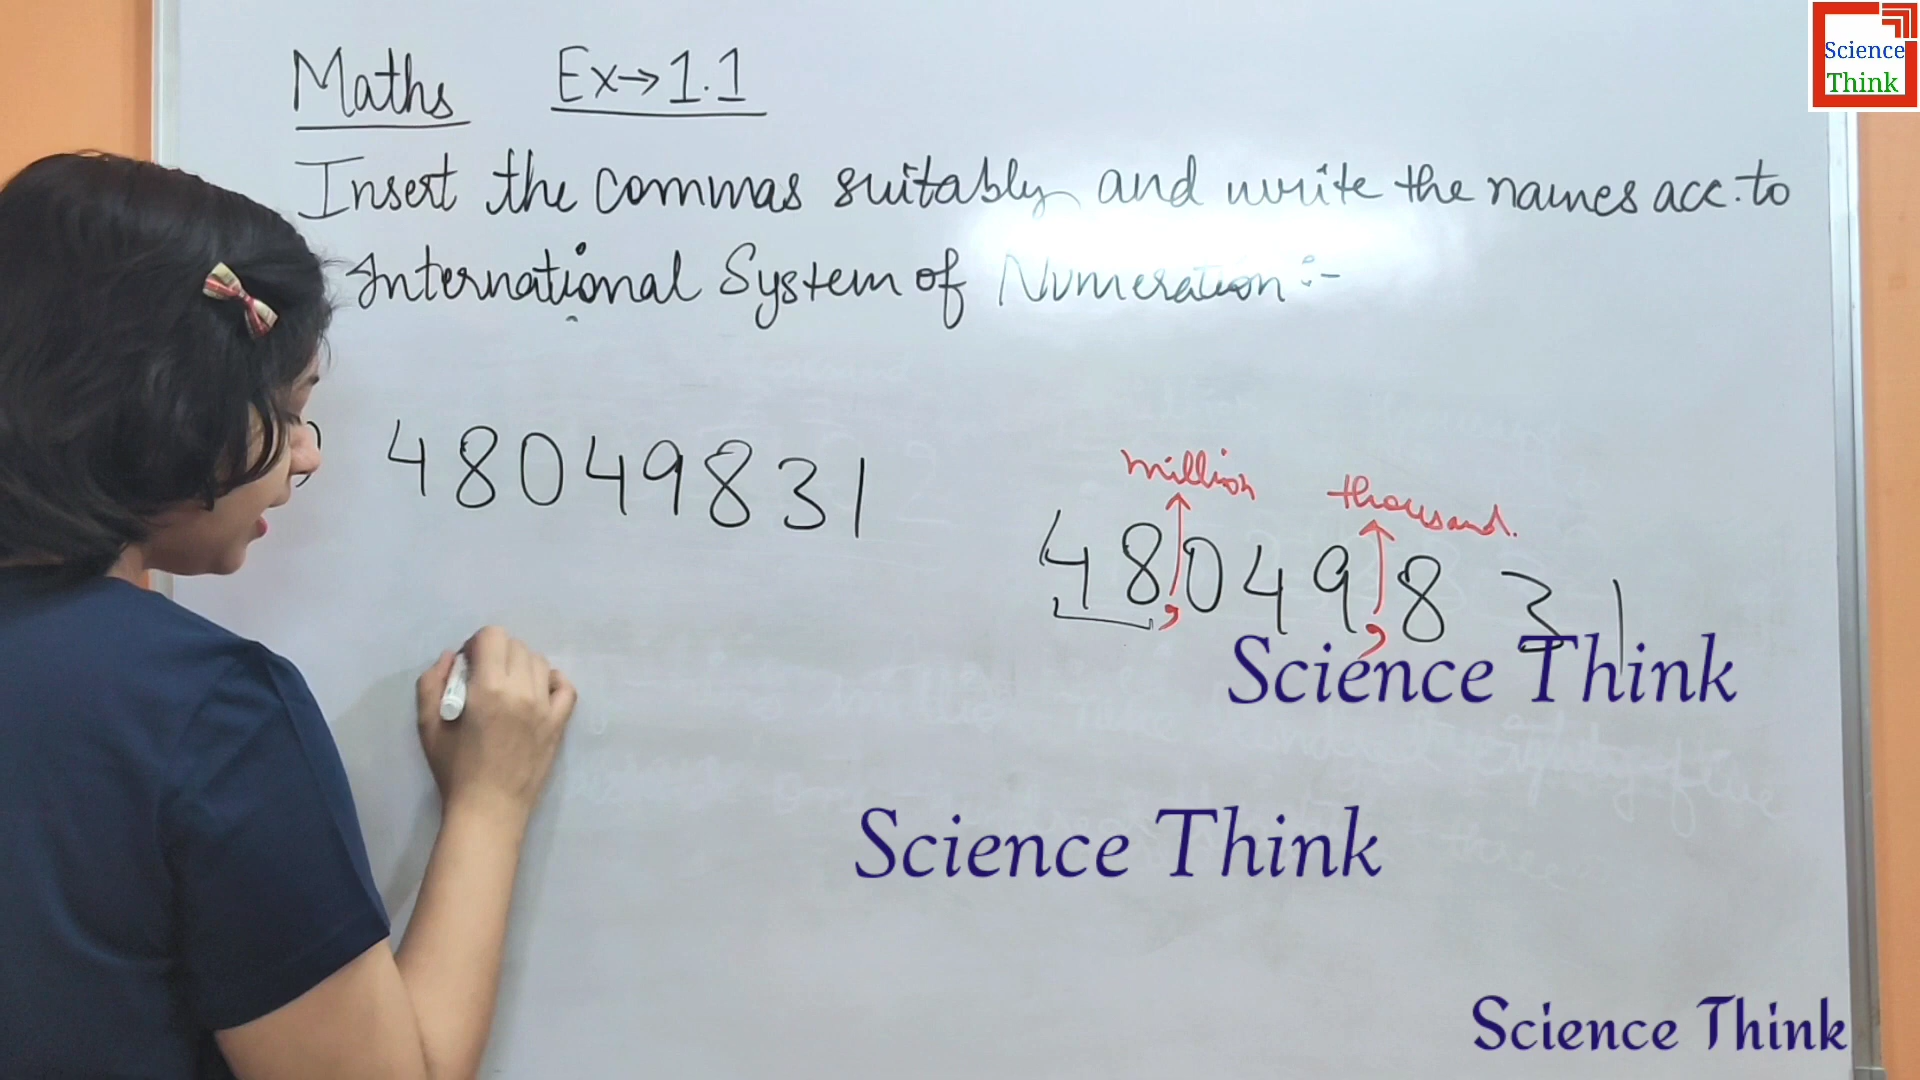 Maths Ex→1.1
Insert the commas suitably and write the names acc. to
International System of Numeration :-
48049831
million thousand.
48,049,831
Science Think
Science Think
Science Think
Science
Think